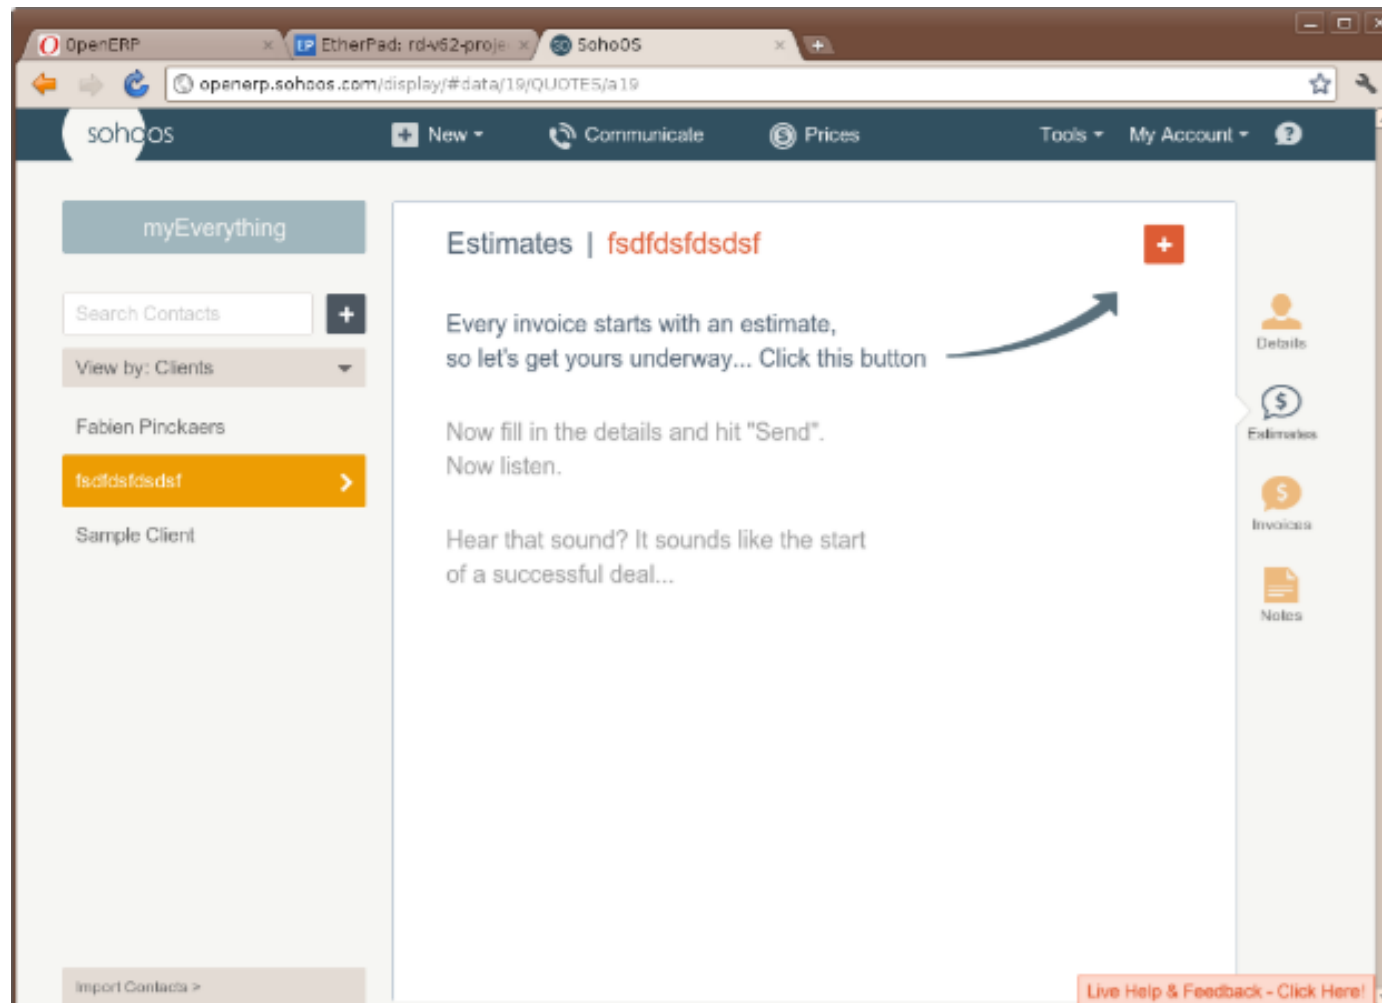 OpenERP
EtherPad: rd-v62-proje
SohoOS
openerp.sohoos.com/display/#data/19/QUOTES/a19
sohoos
New
Communicate
Prices
Tools
My Account
?
myEverything
Search Contacts
View by: Clients
Fabien Pinckaers
fsdfdsfdsdsf
Sample Client
Import Contacts >
Estimates | fsdfdsfdsdsf
Every invoice starts with an estimate,
so let's get yours underway... Click this button
Now fill in the details and hit "Send".
Now listen.
Hear that sound? It sounds like the start
of a successful deal...
Details
Estimates
Invoices
Notes
Live Help & Feedback - Click Here!